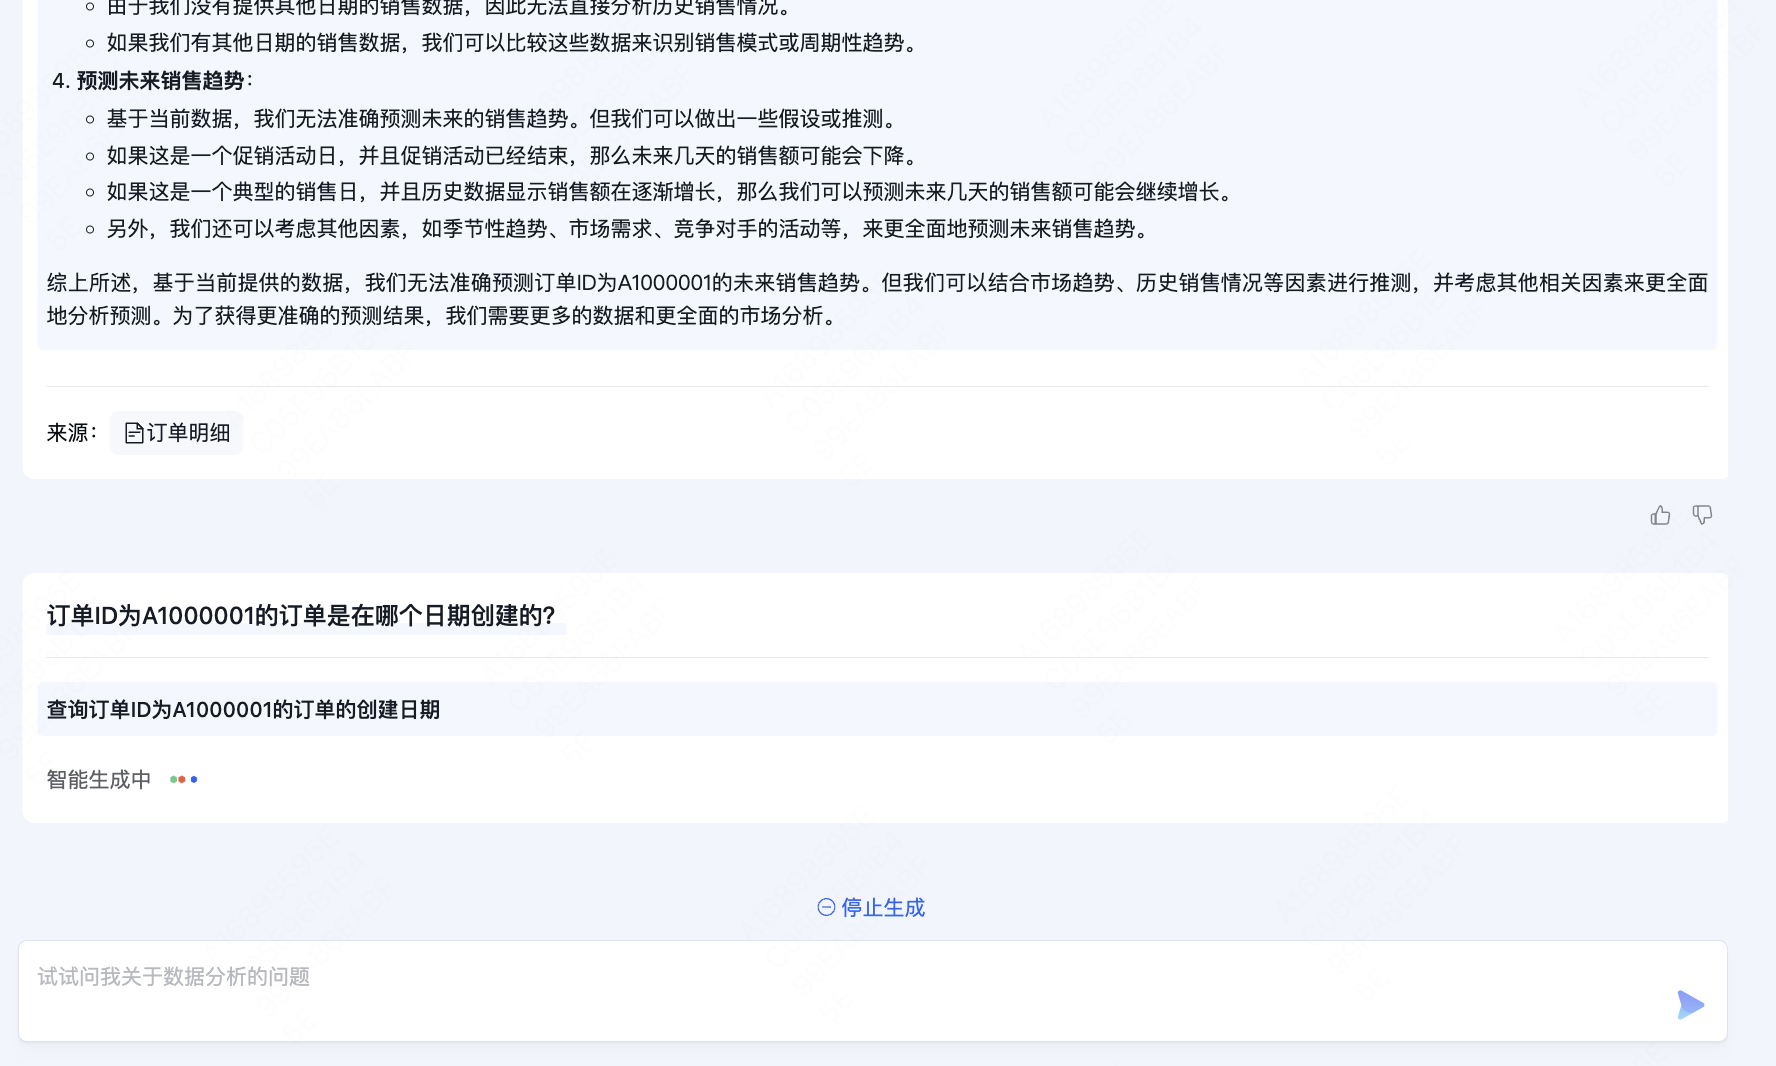 由于我们没有提供其他日期的销售数据，因此无法直接分析历史销售情况。
如果我们有其他日期的销售数据，我们可以比较这些数据来识别销售模式或周期性趋势。
4. 预测未来销售趋势：
基于当前数据，我们无法准确预测未来的销售趋势。但我们可以做出一些假设或推测。
如果这是一个促销活动日，并且促销活动已经结束，那么未来几天的销售额可能会下降。
如果这是一个典型的销售日，并且历史数据显示销售额在逐渐增长，那么我们可以预测未来几天的销售额可能会继续增长。
另外，我们还可以考虑其他因素，如季节性趋势、市场需求、竞争对手的活动等，来更全面地预测未来销售趋势。
综上所述，基于当前提供的数据，我们无法准确预测订单ID为A1000001的未来销售趋势。但我们可以结合市场趋势、历史销售情况等因素进行推测，并考虑其他相关因素来更全面
地分析预测。为了获得更准确的预测结果，我们需要更多的数据和更全面的市场分析。
来源： 订单明细
订单ID为A1000001的订单是在哪个日期创建的?
查询订单ID为A1000001的订单的创建日期
智能生成中
停止生成
试试问我关于数据分析的问题